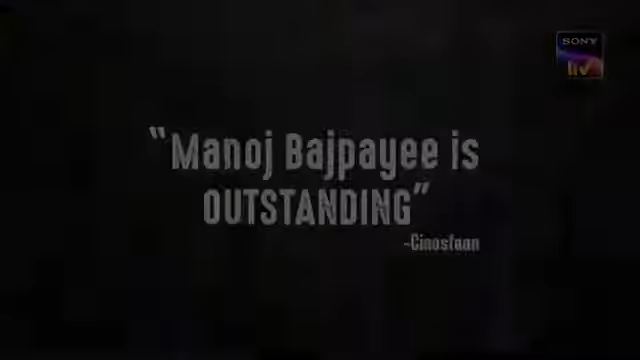 SONY
liv
“Manoj Bajpayee is
OUTSTANDING”
-Cinestaan